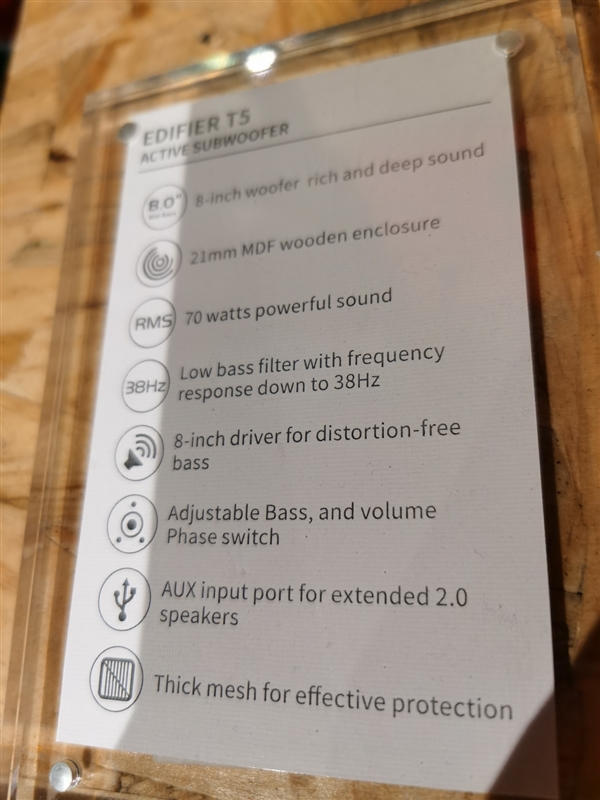 EDIFIER T5
ACTIVE SUBWOOFER
8.0"
8-inch woofer rich and deep sound
21mm MDF wooden enclosure
RMS
70 watts powerful sound
38Hz
Low bass filter with frequency
response down to 38Hz
8-inch driver for distortion-free
bass
Adjustable Bass, and volume
Phase switch
AUX input port for extended 2.0
speakers
Thick mesh for effective protection